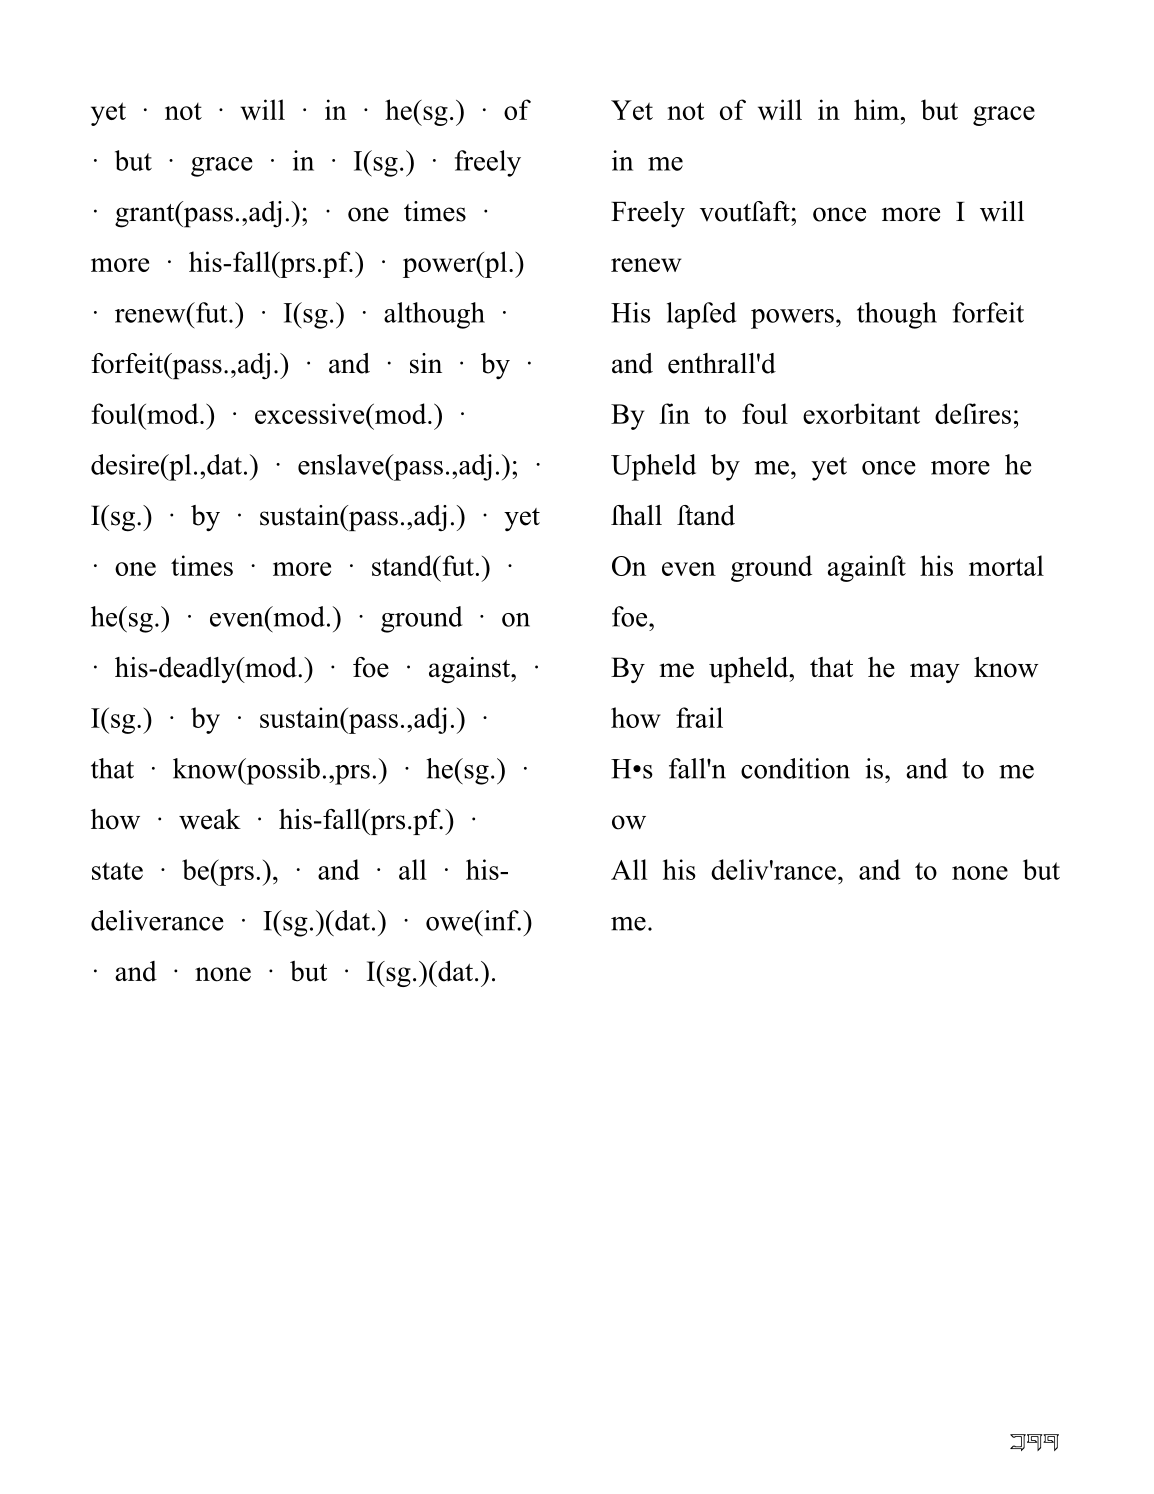 yet · not · will · in · he(sg.) · of
· but · grace · in · I(sg.) · freely
· grant(pass.,adj.); · one times ·
more · his-fall(prs.pf.) · power(pl.)
· renew(fut.) · I(sg.) · although ·
forfeit(pass.,adj.) · and · sin · by ·
foul(mod.) · excessive(mod.) ·
desire(pl.,dat.) · enslave(pass.,adj.); ·
I(sg.) · by · sustain(pass.,adj.) · yet
· one times · more · stand(fut.) ·
he(sg.) · even(mod.) · ground · on
· his-deadly(mod.) · foe · against, ·
I(sg.) · by · sustain(pass.,adj.) ·
that · know(possib.,prs.) · he(sg.) ·
how · weak · his-fall(prs.pf.) ·
state · be(prs.), · and · all · his-
deliverance · I(sg.)(dat.) · owe(inf.)
· and · none · but · I(sg.)(dat.).
Yet not of will in him, but grace
in me
Freely voutſaft; once more I will
renew
His lapſed powers, though forfeit
and enthrall'd
By ſin to foul exorbitant deſires;
Upheld by me, yet once more he
ſhall ſtand
On even ground againſt his mortal
foe,
By me upheld, that he may know
how frail
H•s fall'n condition is, and to me
ow
All his deliv'rance, and to none but
me.